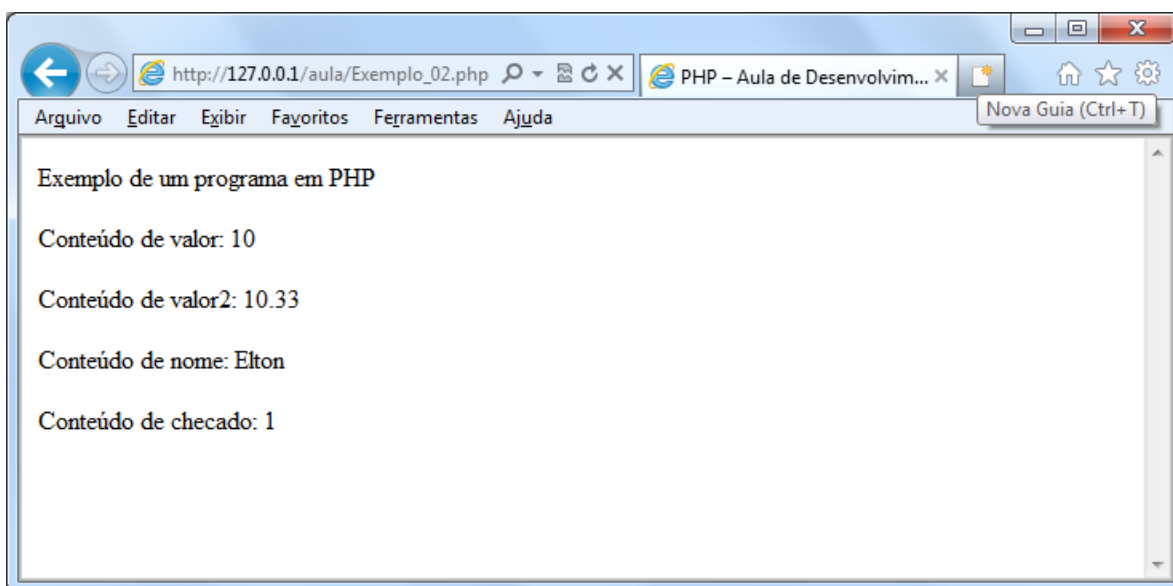 http://127.0.0.1/aula/Exemplo_02.php
PHP – Aula de Desenvolvim...
Arquivo Editar Exibir Favoritos Ferramentas Ajuda
Nova Guia (Ctrl+T)
Exemplo de um programa em PHP
Conteúdo de valor: 10
Conteúdo de valor2: 10.33
Conteúdo de nome: Elton
Conteúdo de checado: 1